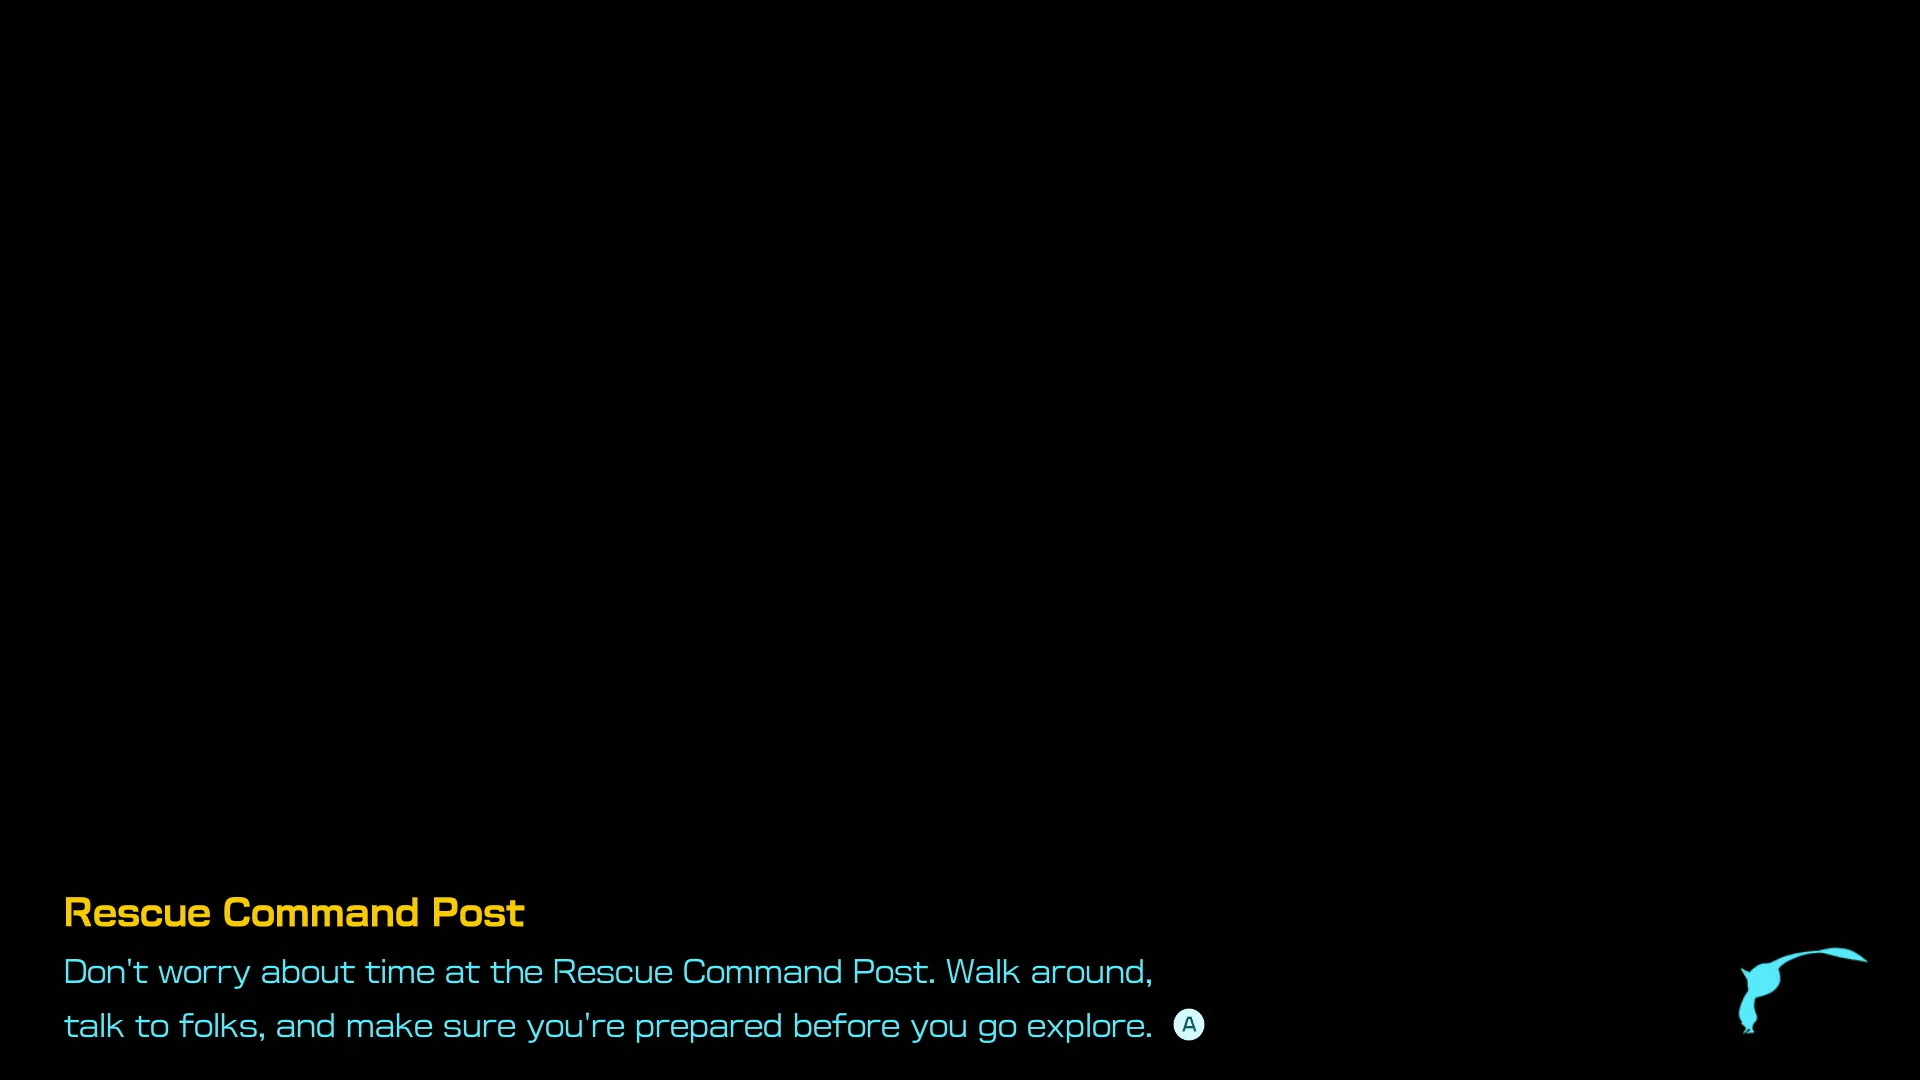 Rescue Command Post
Don't worry about time at the Rescue Command Post. Walk around,
talk to folks, and make sure you're prepared before you go explore. A